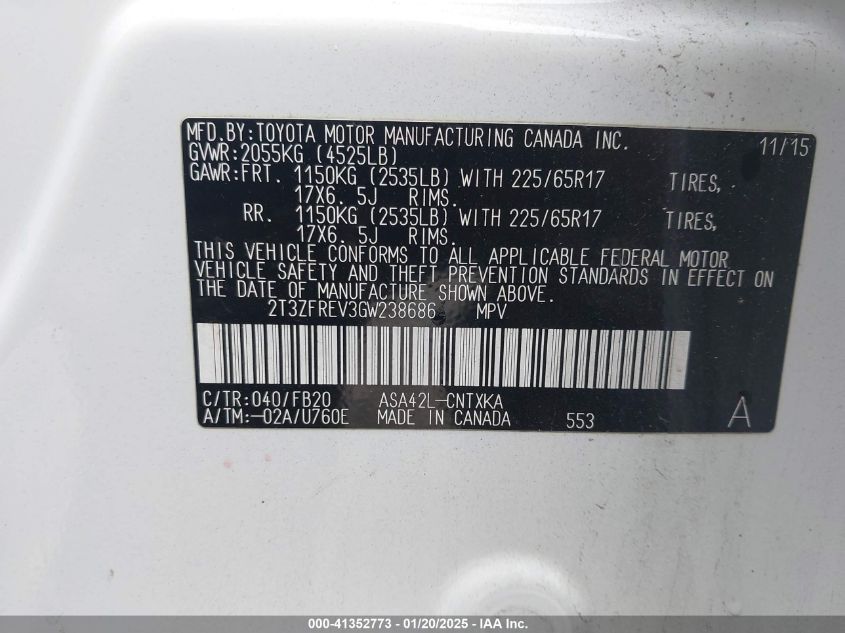 MFD.BY:TOYOTA MOTOR MANUFACTURING CANADA INC. 11/15
GVWR:2055KG (4525LB)
GAWR:FRT. 1150KG (2535LB) WITH 225/65R17 TIRES,
17X6. 5J RIMS.
RR. 1150KG (2535LB) WITH 225/65R17 TIRES,
17X6. 5J RIMS.
THIS VEHICLE CONFORMS TO ALL APPLICABLE FEDERAL MOTOR
VEHICLE SAFETY AND THEFT PREVENTION STANDARDS IN EFFECT ON
THE DATE OF MANUFACTURE SHOWN ABOVE.
2T3ZFREV3GW238686 MPV
C/TR:040/FB20 ASA42L-CNTXKA
A/TM:-02A/U760E MADE IN CANADA 553 A
000-41352773 - 01/20/2025 - IAA Inc.